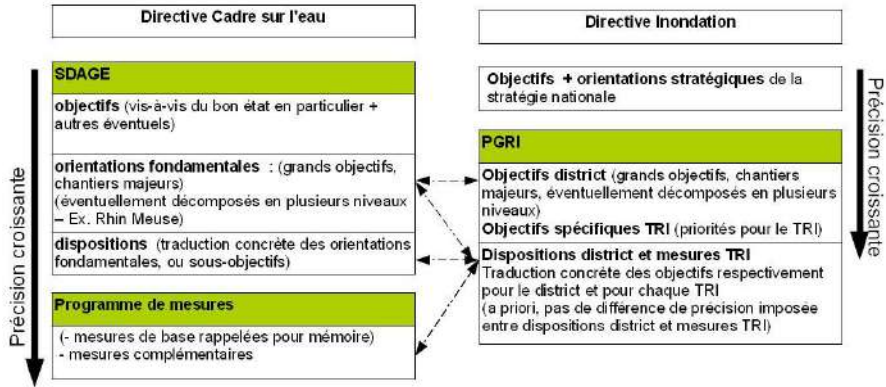 Directive Cadre sur l'eau
Précision croissante
SDAGE
objectifs (vis-à-vis du bon état en particulier +
autres éventuels)
orientations fondamentales : (grands objectifs,
chantiers majeurs)
(éventuellement décomposés en plusieurs niveaux
– Ex. Rhin Meuse)
dispositions (traduction concrète des orientations
fondamentales, ou sous-objectifs)
Programme de mesures
(- mesures de base rappelées pour mémoire)
- mesures complémentaires
Directive Inondation
Objectifs + orientations stratégiques de la
stratégie nationale
PGRI
Objectifs district (grands objectifs, chantiers
majeurs, éventuellement décomposés en plusieurs
niveaux)
Objectifs spécifiques TRI (priorités pour le TRI)
Dispositions district et mesures TRI
Traduction concrète des objectifs respectivement
pour le district et pour chaque TRI
(a priori, pas de différence de précision imposée
entre dispositions district et mesures TRI)
Précision croissante